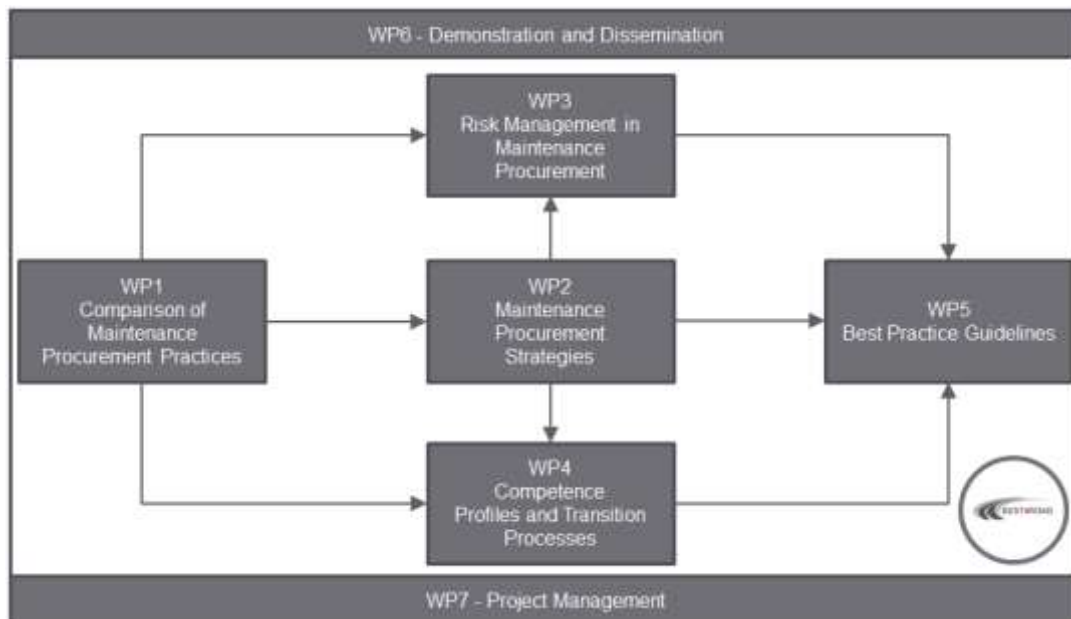 WP6 - Demonstration and Dissemination
WP3
Risk Management in
Maintenance
Procurement
WP1
Comparison of
Maintenance
Procurement Practices
WP2
Maintenance
Procurement
Strategies
WP5
Best Practice Guidelines
WP4
Competence
Profiles and Transition
Processes
WP7 - Project Management